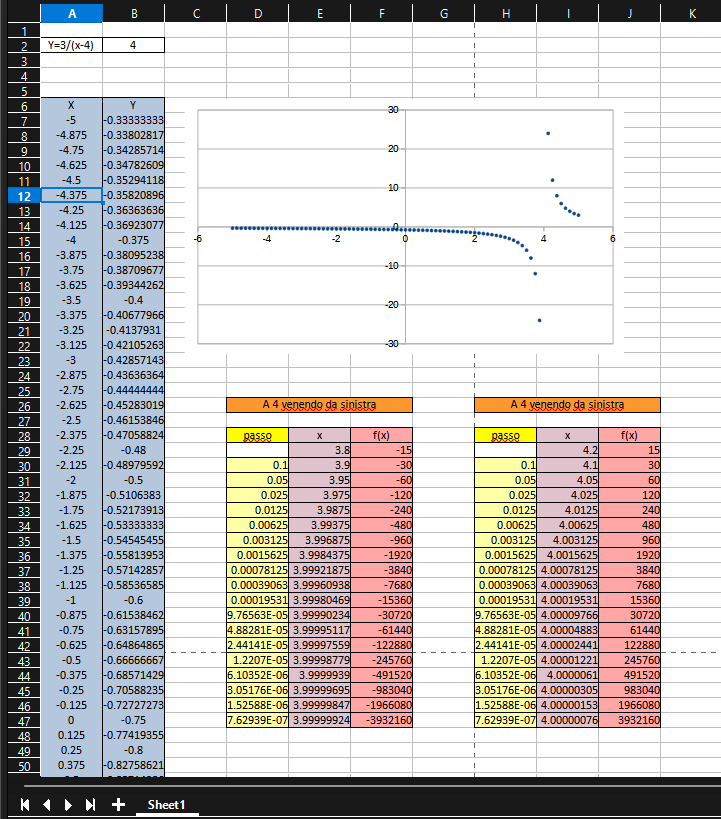 A B C D E F G H I J K
1
2 Y=3/(x-4) 4
3
4
5
6 X Y 30
7 -5 -0.33333333
8 -4.875 -0.33802817
9 -4.75 -0.34285714 20
10 -4.625 -0.34782609
11 -4.5 -0.35294118 10
12 -4.375 -0.35820896
13 -4.25 -0.36363636
14 -4.125 -0.36923077 0
15 -4 -0.375 -6 -4 -2 0 2 4 6
16 -3.875 -0.38095238
17 -3.75 -0.38709677 -10
18 -3.625 -0.39344262
19 -3.5 -0.4 -20
20 -3.375 -0.40677966
21 -3.25 -0.4137931
22 -3.125 -0.42105263 -30
23 -3 -0.42857143
24 -2.875 -0.43636364
25 -2.75 -0.44444444
26 -2.625 -0.45283019 A 4 venendo da sinistra A 4 venendo da sinistra
27 -2.5 -0.46153846
28 -2.375 -0.47058824 passo x f(x) passo x f(x)
29 -2.25 -0.48 3.8 -15 4.2 15
30 -2.125 -0.48979592 0.1 3.9 -30 0.1 4.1 30
31 -2 -0.5 0.05 3.95 -60 0.05 4.05 60
32 -1.875 -0.5106383 0.025 3.975 -120 0.025 4.025 120
33 -1.75 -0.52173913 0.0125 3.9875 -240 0.0125 4.0125 240
34 -1.625 -0.53333333 0.00625 3.99375 -480 0.00625 4.00625 480
35 -1.5 -0.54545455 0.003125 3.996875 -960 0.003125 4.003125 960
36 -1.375 -0.55813953 0.0015625 3.9984375 -1920 0.0015625 4.0015625 1920
37 -1.25 -0.57142857 0.00078125 3.99921875 -3840 0.00078125 4.00078125 3840
38 -1.125 -0.58536585 0.00039063 3.99960938 -7680 0.00039063 4.00039063 7680
39 -1 -0.6 0.00019531 3.99980469 -15360 0.00019531 4.00019531 15360
40 -0.875 -0.61538462 9.76563E-05 3.99990234 -30720 9.76563E-05 4.00009766 30720
41 -0.75 -0.63157895 4.88281E-05 3.99995117 -61440 4.88281E-05 4.00004883 61440
42 -0.625 -0.64864865 2.44141E-05 3.99997559 -122880 2.44141E-05 4.00002441 122880
43 -0.5 -0.66666667 1.2207E-05 3.99998779 -245760 1.2207E-05 4.00001221 245760
44 -0.375 -0.68571429 6.10352E-06 3.9999939 -491520 6.10352E-06 4.0000061 491520
45 -0.25 -0.70588235 3.05176E-06 3.99999695 -983040 3.05176E-06 4.00000305 983040
46 -0.125 -0.72727273 1.52588E-06 3.99999847 -1966080 1.52588E-06 4.00000153 1966080
47 0 -0.75 7.62939E-07 3.99999924 -3932160 7.62939E-07 4.00000076 3932160
48 0.125 -0.77419355
49 0.25 -0.8
50 0.375 -0.82758621
Sheet1